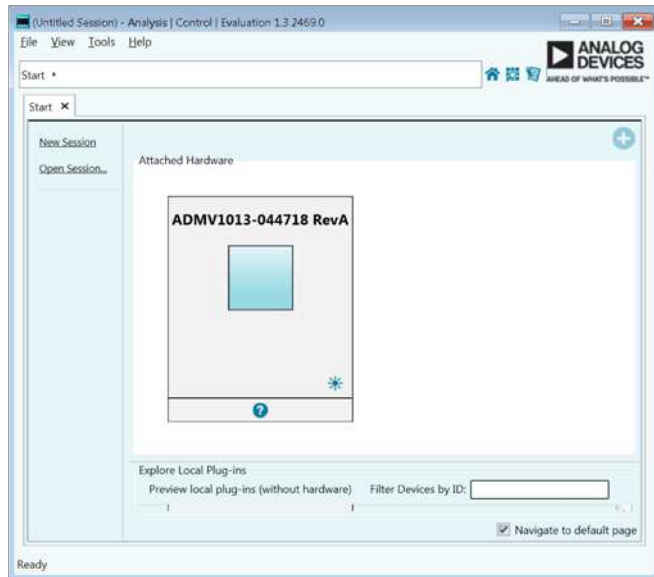 (Untitled Session) - Analysis | Control | Evaluation 1.3.2469.0
File View Tools Help
ANALOG
DEVICES
AHEAD OF WHAT'S POSSIBLE™
Start
Start
New Session
Open Session...
Attached Hardware
ADMV1013-044718 RevA
Explore Local Plug-ins
Preview local plug-ins (without hardware) Filter Devices by ID:
Navigate to default page
Ready